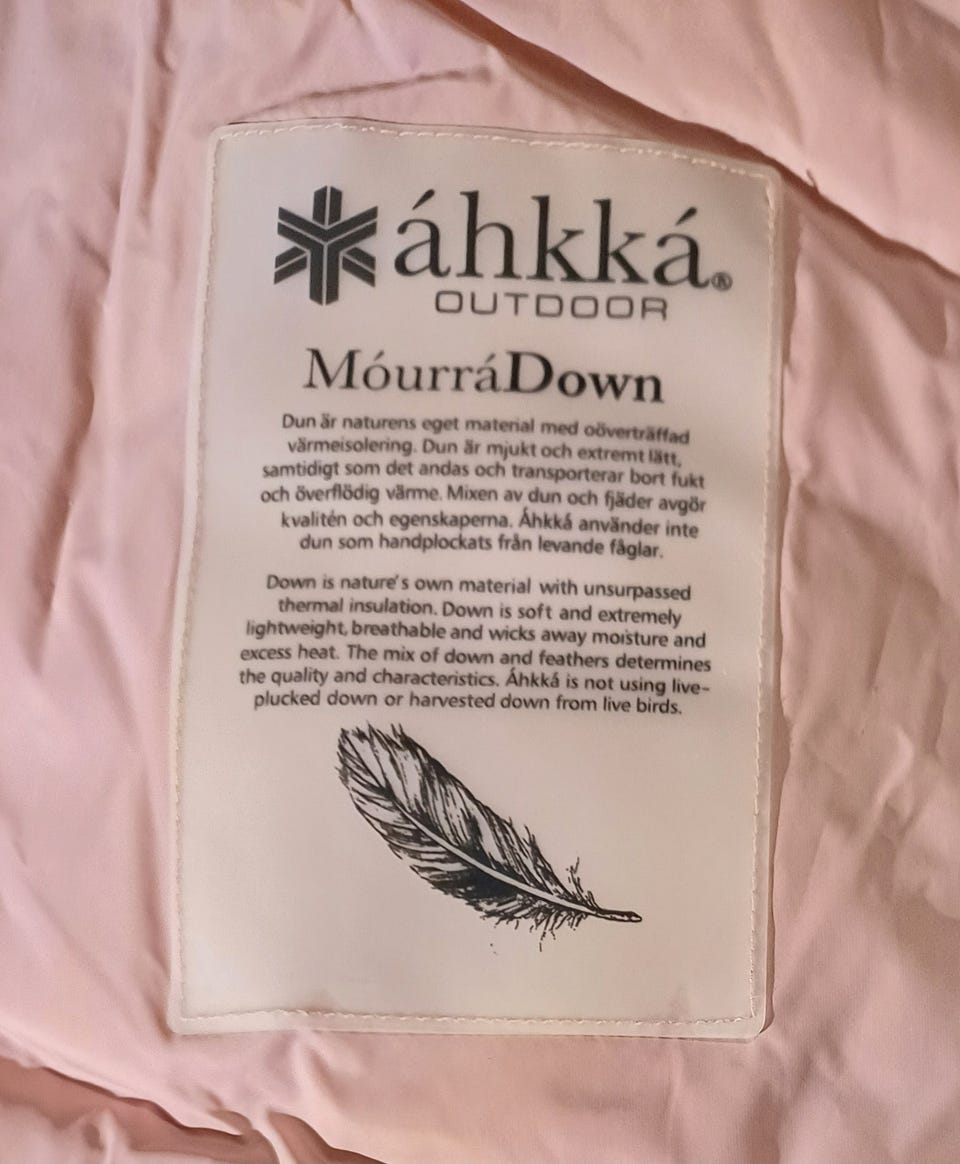 áhkká®
OUTDOOR
MóurráDown
Dun är naturens eget material med oöverträffad
värmeisolering. Dun är mjukt och extremt lätt,
samtidigt som det andas och transporterar bort fukt
och överflödig värme. Mixen av dun och fjäder avgör
kvalitén och egenskaperna. Áhkká använder inte
dun som handplockats från levande fåglar.
Down is nature's own material with unsurpassed
thermal insulation. Down is soft and extremely
lightweight, breathable and wicks away moisture and
excess heat. The mix of down and feathers determines
the quality and characteristics. Áhkká is not using live-
plucked down or harvested down from live birds.